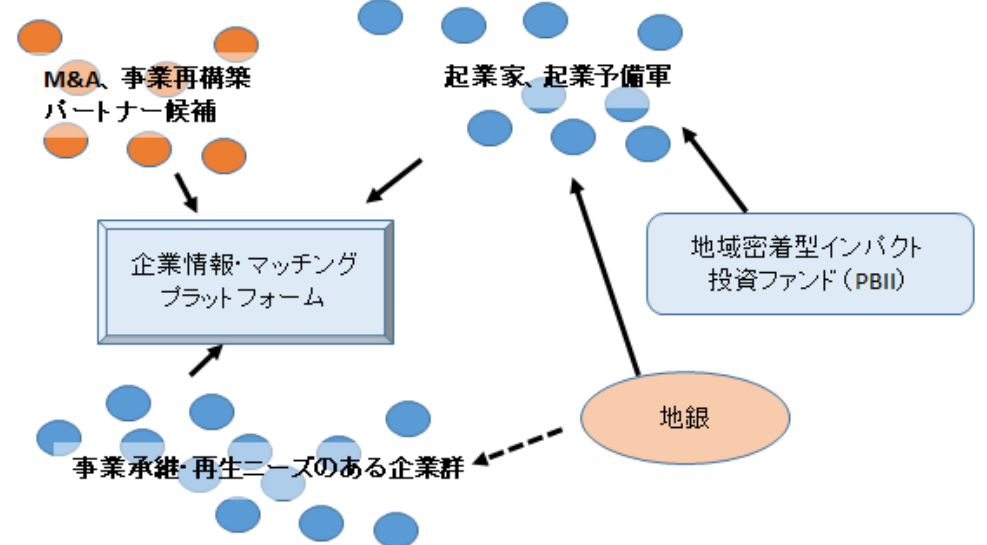 M&A、事業再構築
パートナー候補
起業家、起業予備軍
企業情報・マッチング
プラットフォーム
地域密着型インパクト
投資ファンド（PBII）
地銀
事業承継・再生ニーズのある企業群